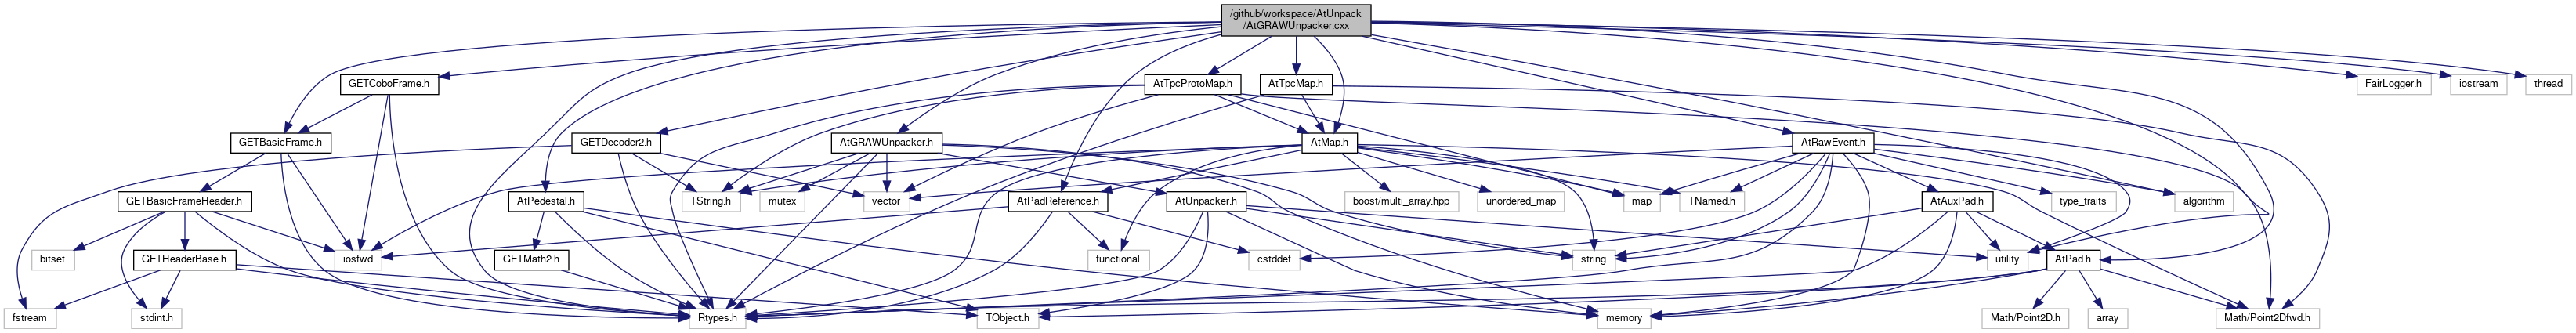 /github/workspace/AtUnpack
/AtGRAWUnpacker.cxx
GETCoboFrame.h
AtTpcProtoMap.h
AtTpcMap.h
FairLogger.h
iostream
thread
GETBasicFrame.h
GETDecoder2.h
AtGRAWUnpacker.h
AtMap.h
AtRawEvent.h
GETBasicFrameHeader.h
AtPedestal.h
TString.h
mutex
vector
AtPadReference.h
AtUnpacker.h
boost/multi_array.hpp
unordered_map
map
TNamed.h
AtAuxPad.h
type_traits
algorithm
bitset
GETHeaderBase.h
iosfwd
GETMath2.h
functional
cstddef
string
utility
AtPad.h
fstream
stdint.h
Rtypes.h
TObject.h
memory
Math/Point2D.h
array
Math/Point2Dfwd.h